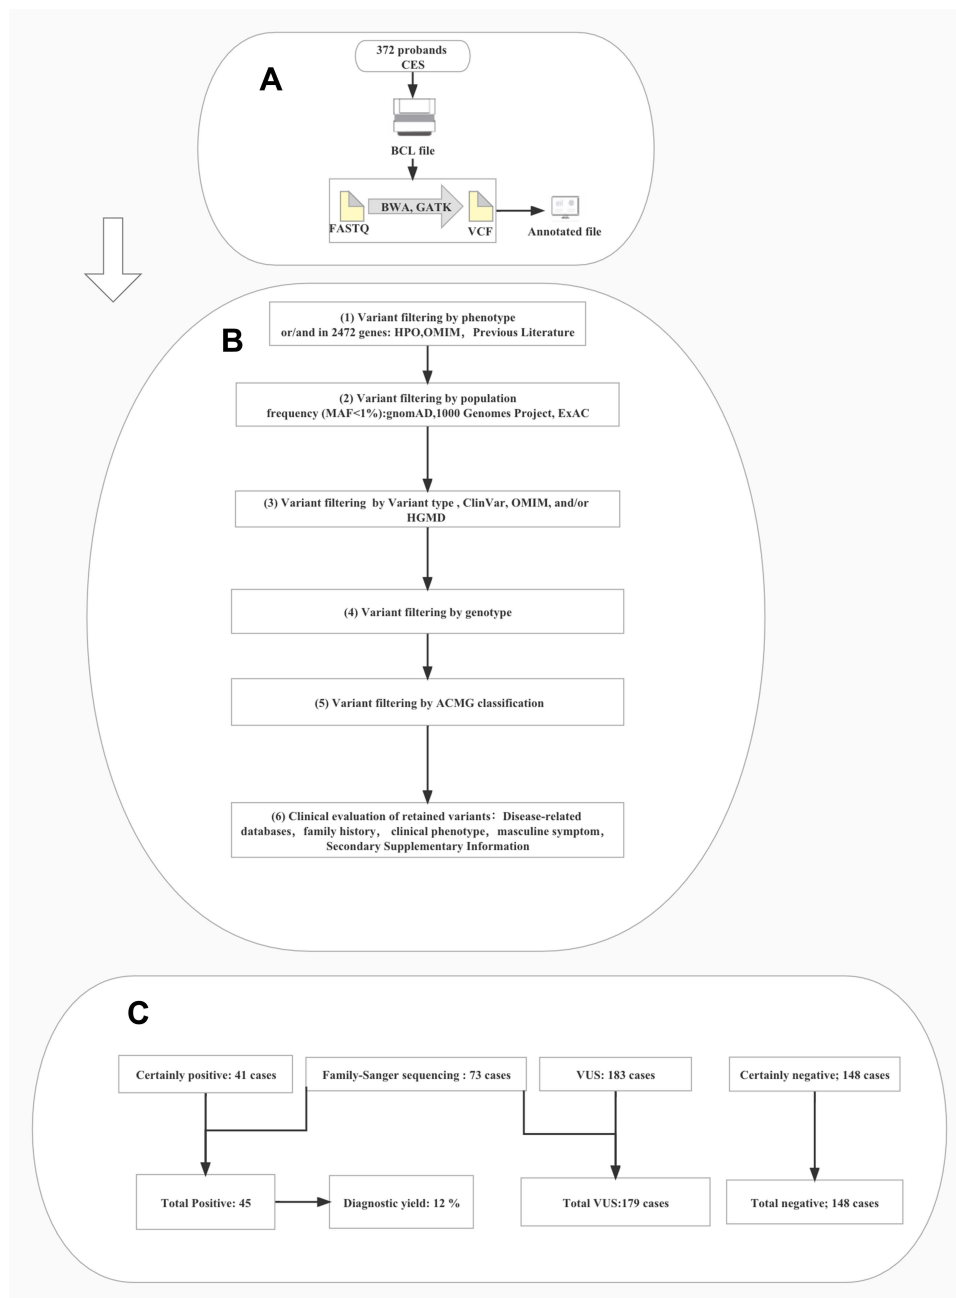 A
372 probands
CES
BCL file
BWA, GATK
FASTQ
VCF
Annotated file
B
(1) Variant filtering by phenotype
or/and in 2472 genes: HPO,OMIM， Previous Literature
(2) Variant filtering by population
frequency (MAF<1%):gnomAD,1000 Genomes Project, ExAC
(3) Variant filtering by Variant type , ClinVar, OMIM, and/or
HGMD
(4) Variant filtering by genotype
(5) Variant filtering by ACMG classification
(6) Clinical evaluation of retained variants：Disease-related
databases，family history， clinical phenotype，masculine symptom，
Secondary Supplementary Information
C
Certainly positive: 41 cases
Family-Sanger sequencing : 73 cases
VUS: 183 cases
Certainly negative; 148 cases
Total Positive: 45
Diagnostic yield: 12 %
Total VUS:179 cases
Total negative; 148 cases